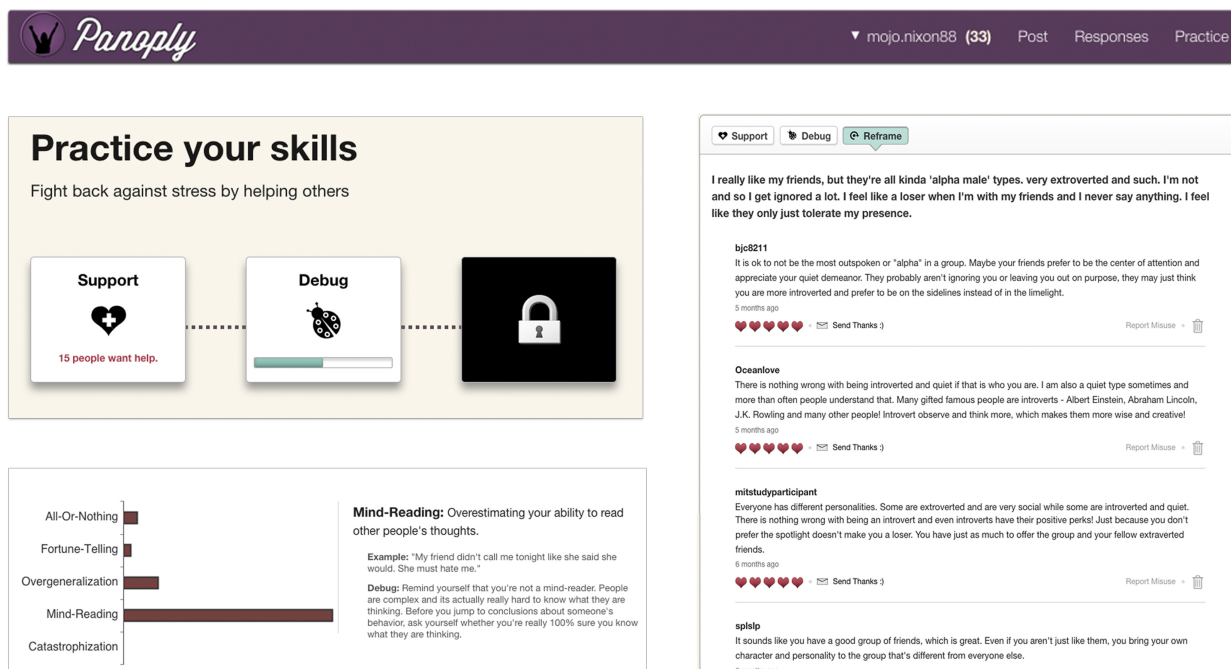 Panoply
▼ mojo.nixon88 (33) Post Responses Practice
Practice your skills
Fight back against stress by helping others
Support
15 people want help.
Debug
All-Or-Nothing
Fortune-Telling
Overgeneralization
Mind-Reading
Catastrophization
Mind-Reading: Overestimating your ability to read
other people's thoughts.
Example: "My friend didn't call me tonight like she said she
would. She must hate me."
Debug: Remind yourself that you're not a mind-reader. People
are complex and its actually really hard to know what they are
thinking. Before you jump to conclusions about someone's
behavior, ask yourself whether you're really 100% sure you know
what they are thinking.
Support Debug Reframe
I really like my friends, but they're all kinda 'alpha male' types. very extroverted and such. I'm not
and so I get ignored a lot. I feel like a loser when I'm with my friends and I never say anything. I feel
like they only just tolerate my presence.
bjc8211
It is ok to not be the most outspoken or "alpha" in a group. Maybe your friends prefer to be the center of attention and
appreciate your quiet demeanor. They probably aren't ignoring you or leaving you out on purpose, they may just think
you are more introverted and prefer to be on the sidelines instead of in the limelight.
5 months ago
Send Thanks :) Report Misuse
Oceanlove
There is nothing wrong with being introverted and quiet if that is who you are. I am also a quiet type sometimes and
more than often people understand that. Many gifted famous people are introverts - Albert Einstein, Abraham Lincoln,
J.K. Rowling and many other people! Introvert observe and think more, which makes them more wise and creative!
5 months ago
Send Thanks :) Report Misuse
mitstudyparticipant
Everyone has different personalities. Some are extroverted and are very social while some are introverted and quiet.
There is nothing wrong with being an introvert and even introverts have their positive perks! Just because you don't
prefer the spotlight doesn't make you a loser. You have just as much to offer the group and your fellow extraverted
friends.
6 months ago
Send Thanks :) Report Misuse
splslp
It sounds like you have a good group of friends, which is great. Even if you aren't just like them, you bring your own
character and personality to the group that's different from everyone else.